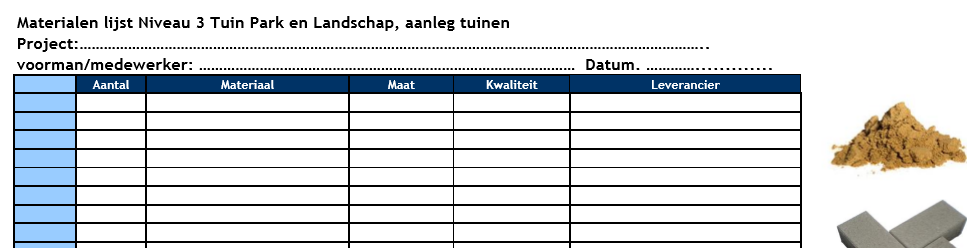 Materialen lijst Niveau 3 Tuin Park en Landschap, aanleg tuinen
Project:……………………………………………………………………………………………………………………………………..
voorman/medewerker: ……………………………………………………………………………… Datum. …………............
Aantal Materiaal Maat Kwaliteit Leverancier